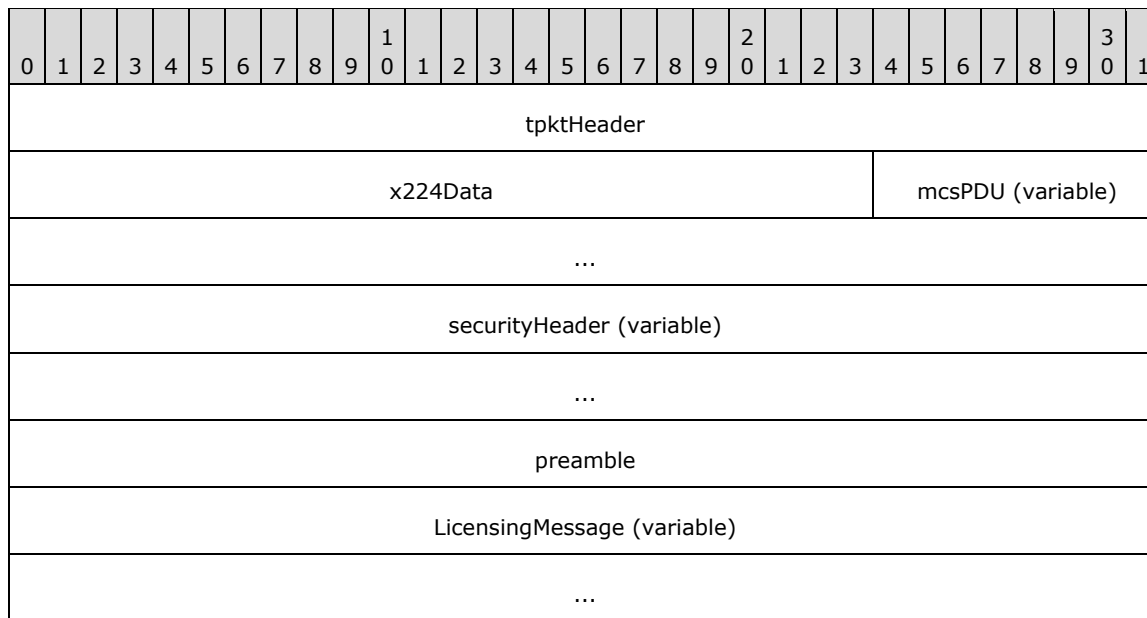 1 2 3
0 1 2 3 4 5 6 7 8 9 0 1 2 3 4 5 6 7 8 9 0 1 2 3 4 5 6 7 8 9 0 1
tpktHeader
x224Data mcsPDU (variable)
...
securityHeader (variable)
...
preamble
LicensingMessage (variable)
...